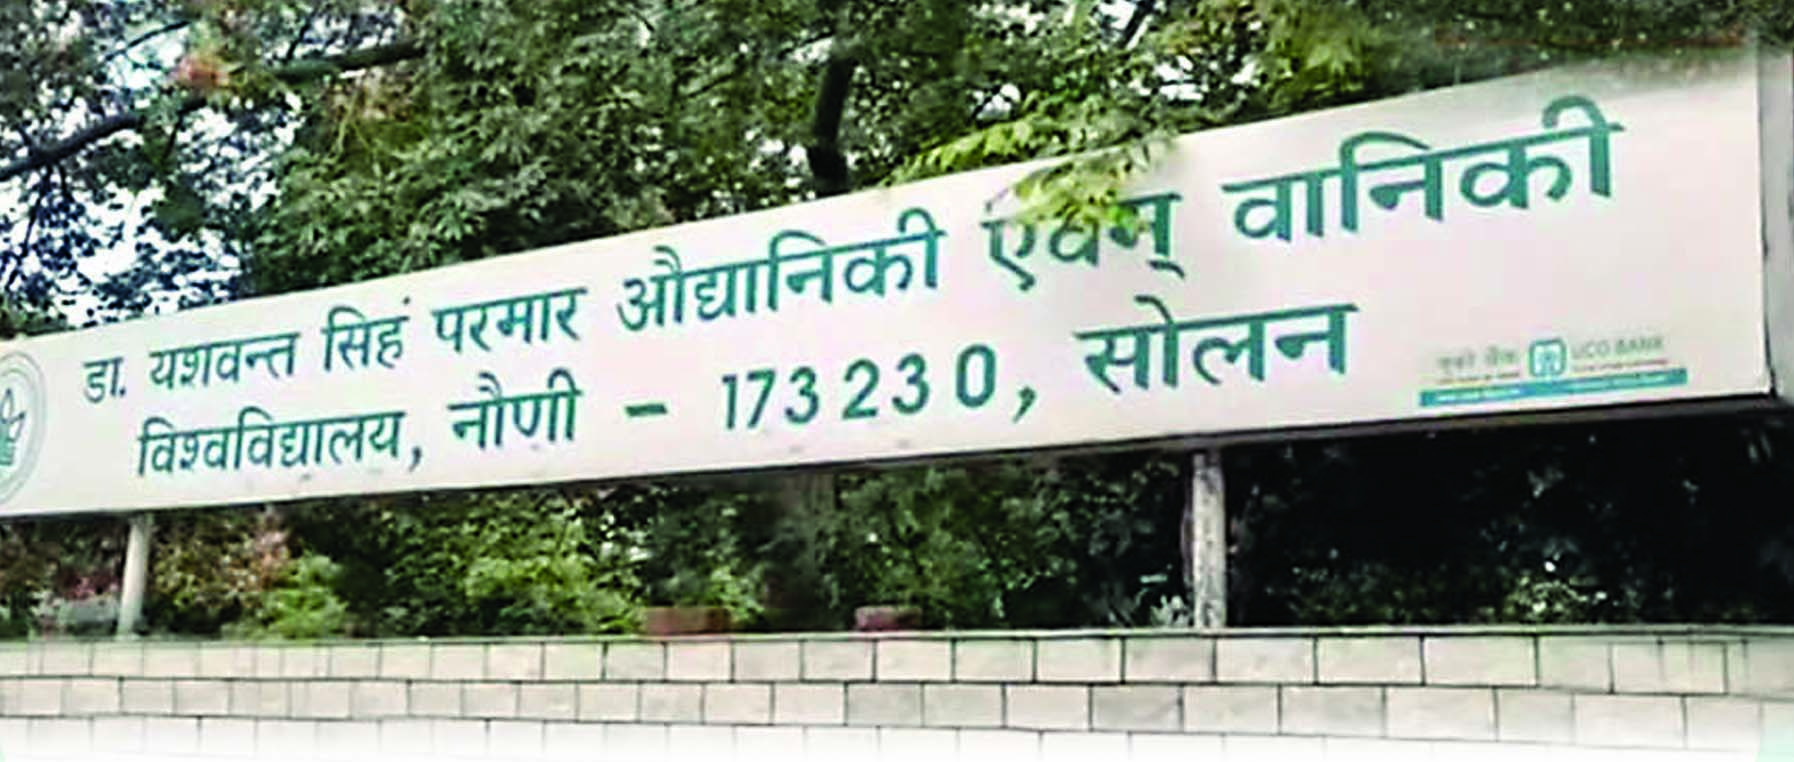 डा. यशवन्त सिहं परमार औद्यानिकी एवम् वानिकी
विश्वविद्यालय, नौणी - 173230, सोलन
यूको बैंक UCO BANK